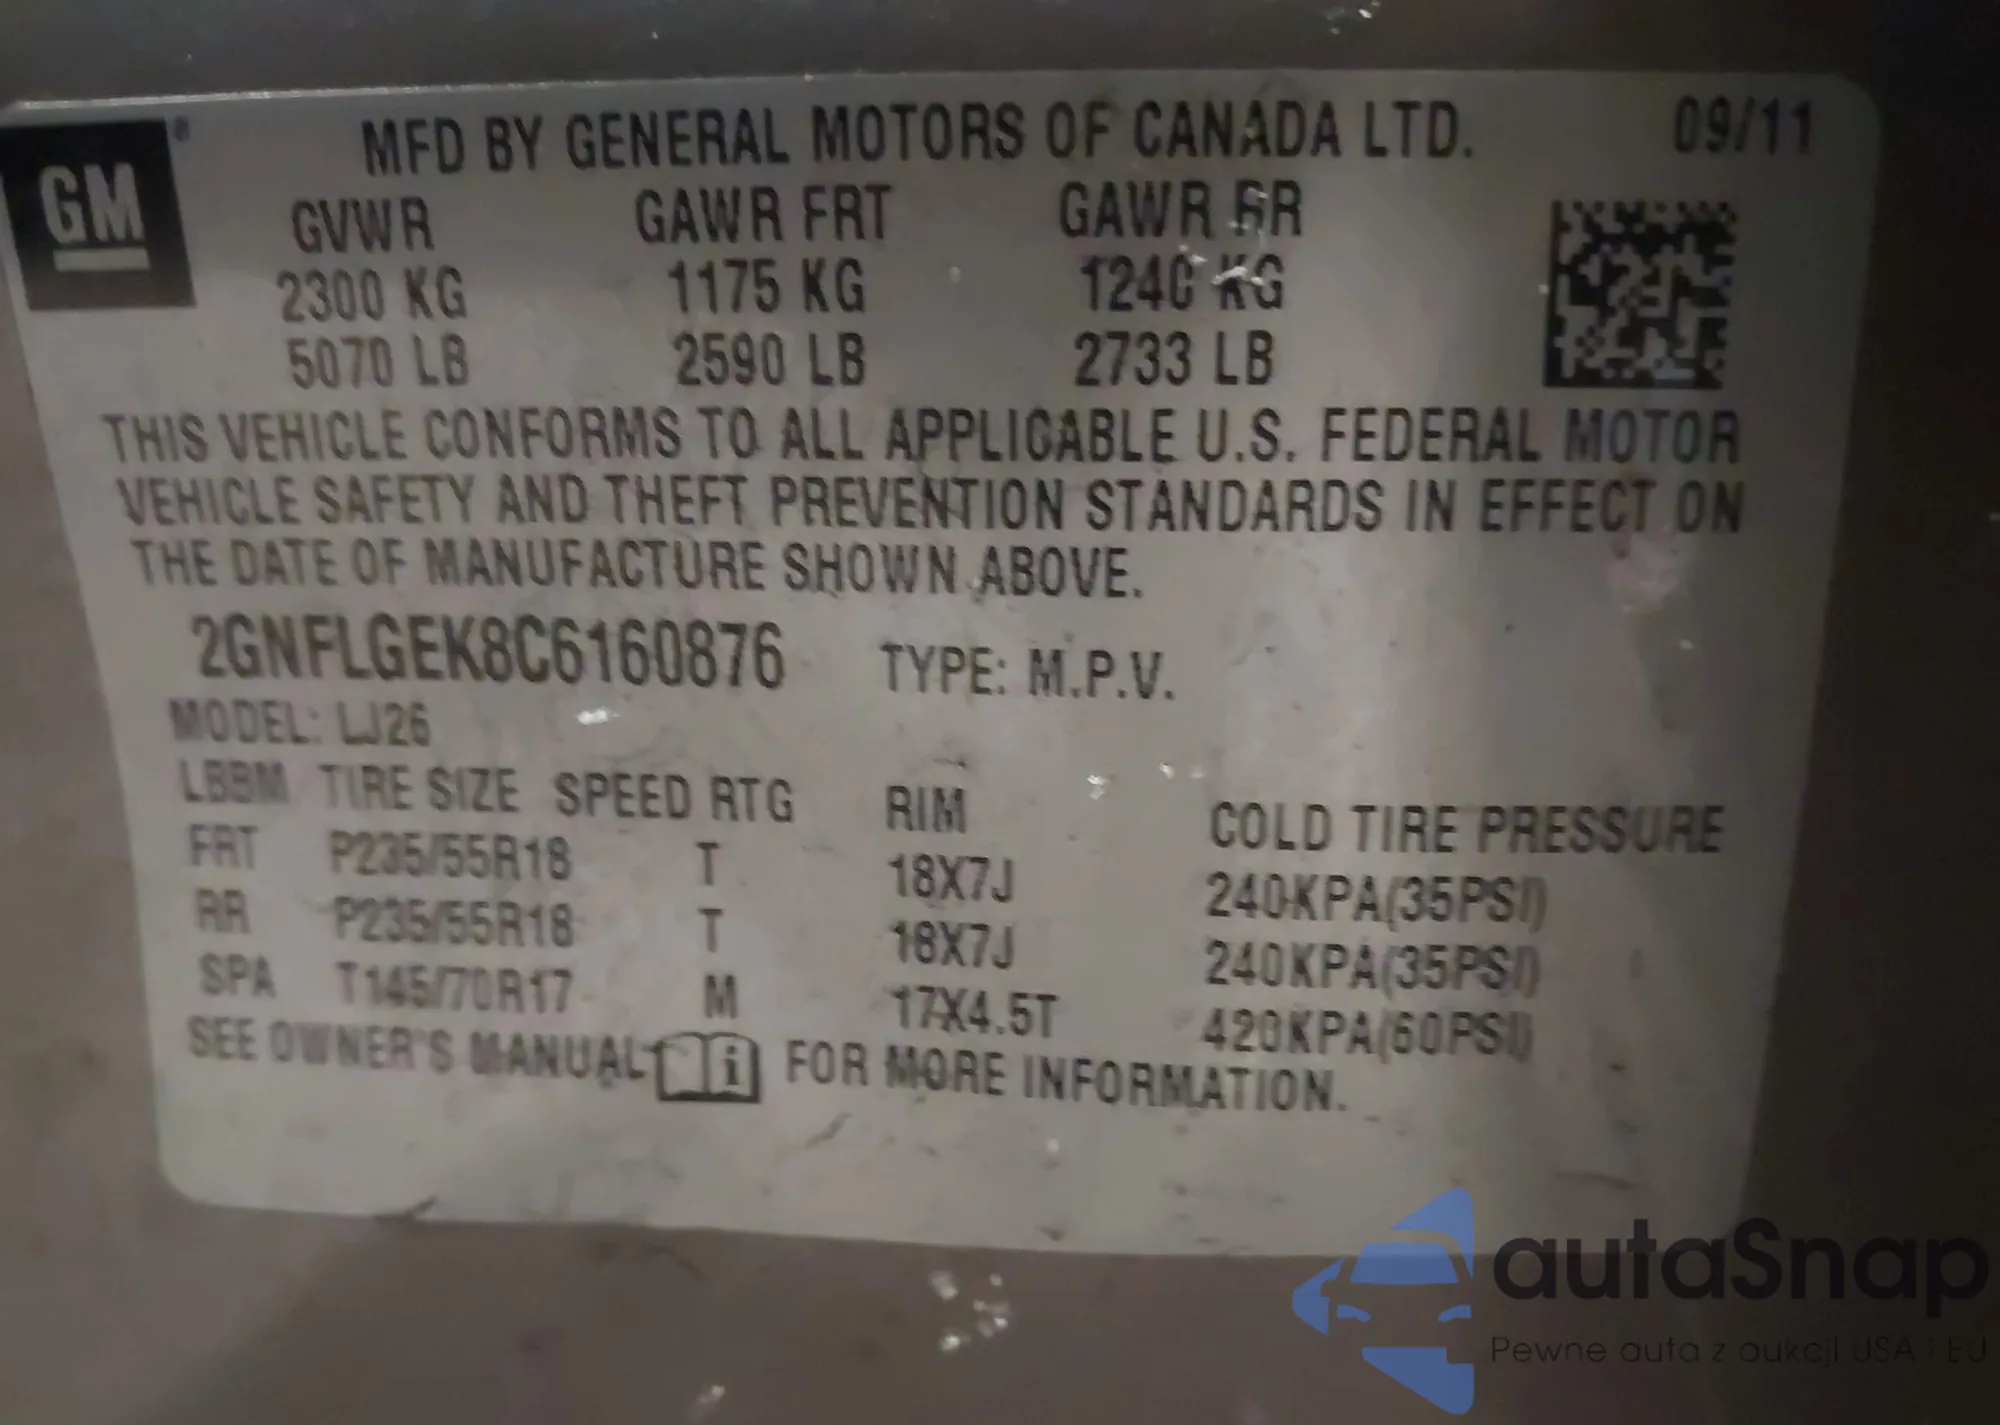 GM
MFD BY GENERAL MOTORS OF CANADA LTD. 09/11
GVWR GAWR FRT GAWR RR
2300 KG 1175 KG 1240 KG
5070 LB 2590 LB 2733 LB
THIS VEHICLE CONFORMS TO ALL APPLICABLE U.S. FEDERAL MOTOR
VEHICLE SAFETY AND THEFT PREVENTION STANDARDS IN EFFECT ON
THE DATE OF MANUFACTURE SHOWN ABOVE.
2GNFLGEK8C6160876 TYPE: M.P.V.
MODEL: LJ26
LBBM TIRE SIZE SPEED RTG RIM COLD TIRE PRESSURE
FRT P235/55R18 T 18X7J 240KPA(35PSI)
RR P235/55R18 T 18X7J 240KPA(35PSI)
SPA T145/70R17 M 17X4.5T 420KPA(60PSI)
SEE OWNER'S MANUAL i FOR MORE INFORMATION.
autaSnap
Pewne auta z aukcji USA i EU